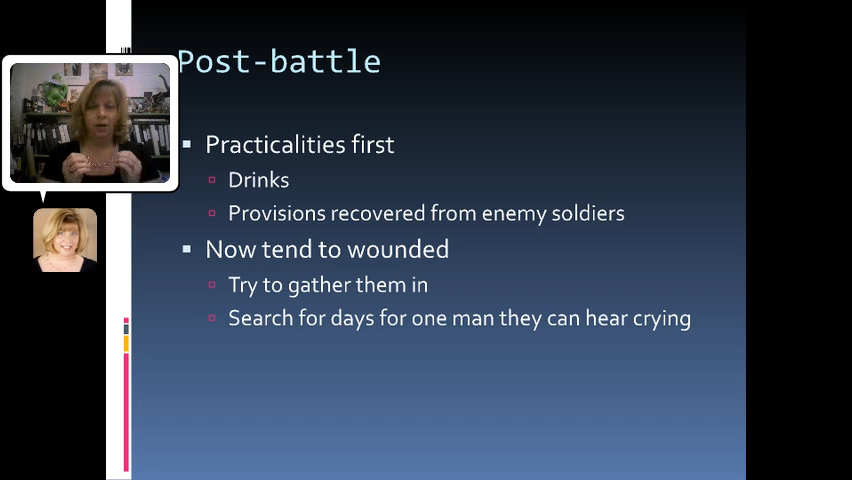 Post-battle
Practicalities first
Drinks
Provisions recovered from enemy soldiers
Now tend to wounded
Try to gather them in
Search for days for one man they can hear crying